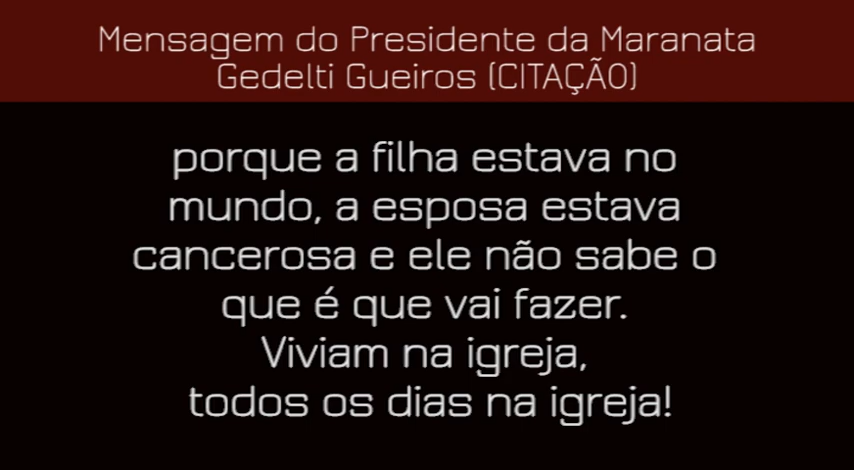 Mensagem do Presidente da Maranata
Gedelti Gueiros (CITAÇÃO)
porque a filha estava no
mundo, a esposa estava
cancerosa e ele não sabe o
que é que vai fazer.
Viviam na igreja,
todos os dias na igreja!